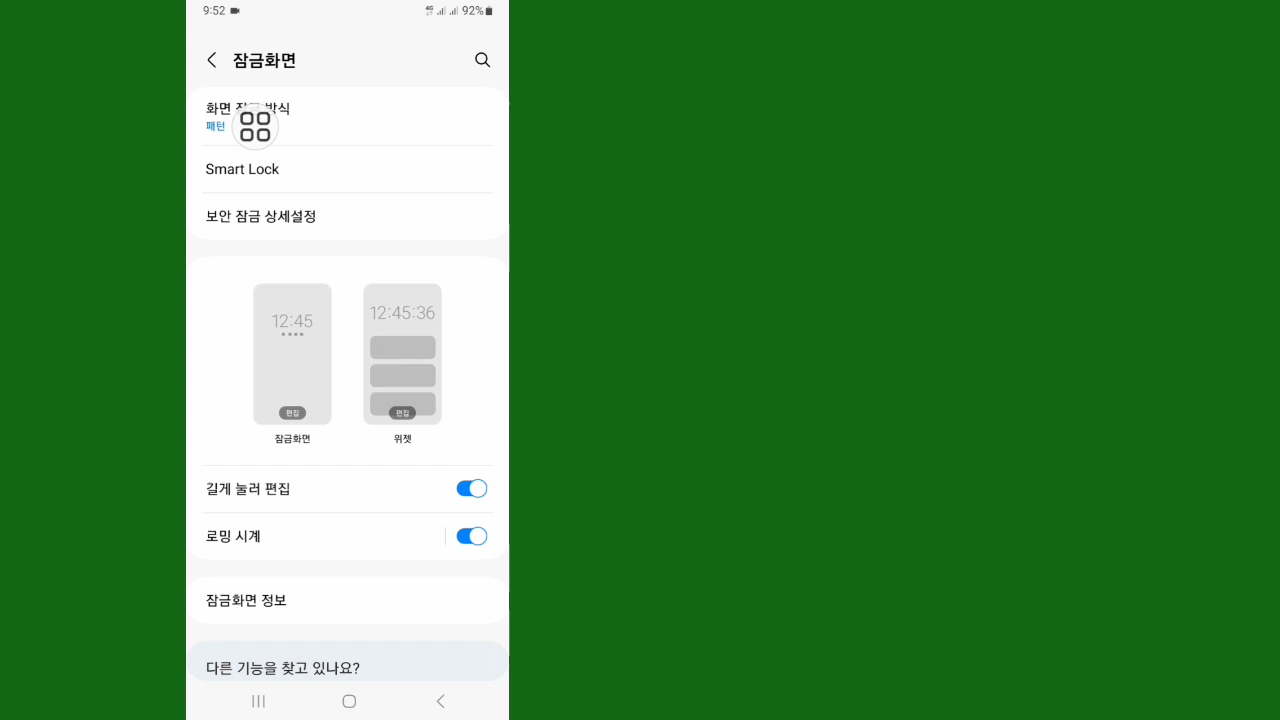 9:52 4G 92%
잠금화면
화면 잠금 방식
패턴
Smart Lock
보안 잠금 상세설정
12:45 12:45:36
편집 편집
잠금화면 위젯
길게 눌러 편집
로밍 시계
잠금화면 정보
다른 기능을 찾고 있나요?